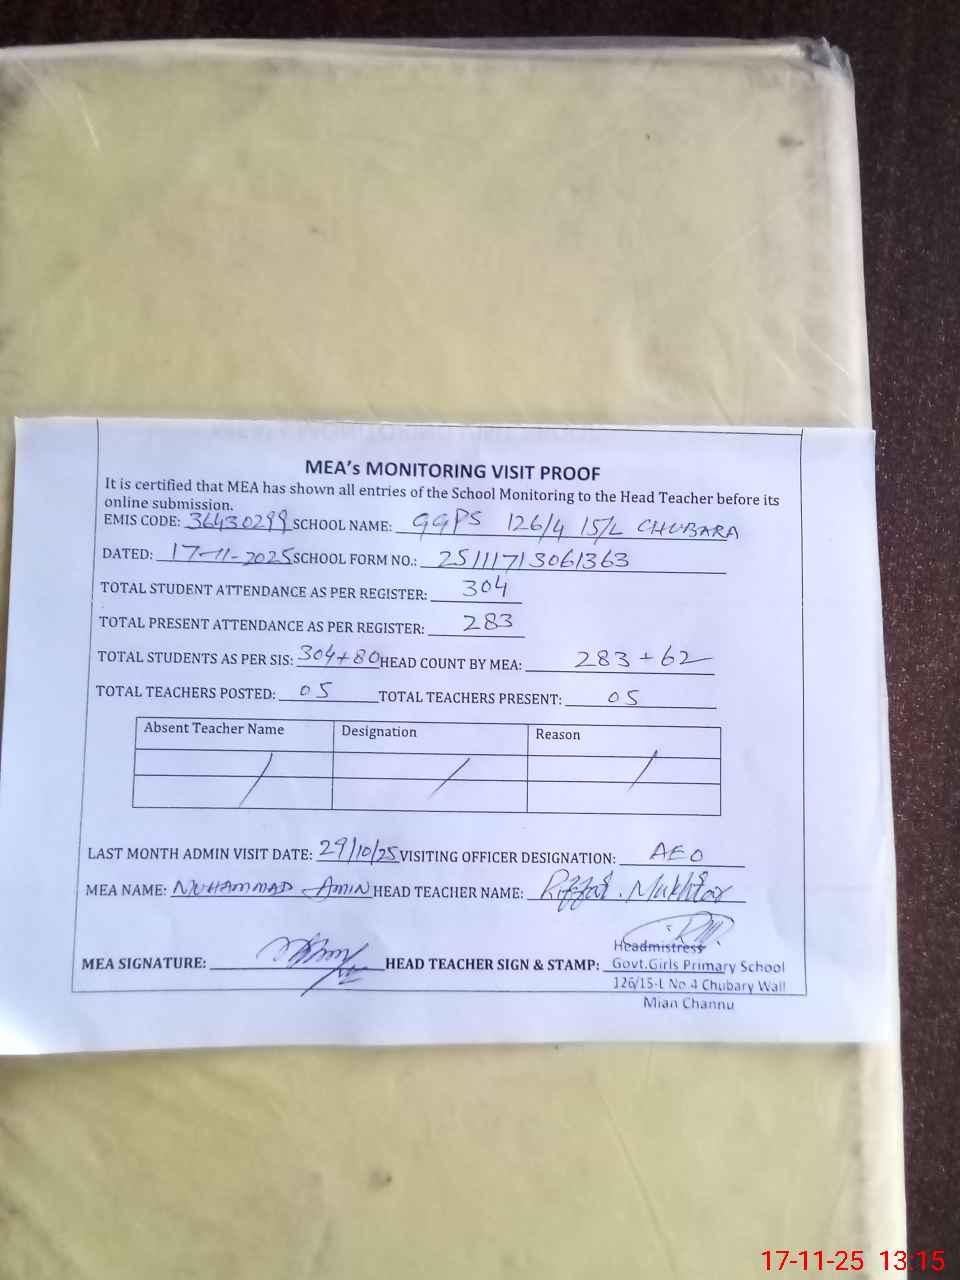 MEA's MONITORING VISIT PROOF
It is certified that MEA has shown all entries of the School Monitoring to the Head Teacher before its
online submission.
EMIS CODE: 36430299 SCHOOL NAME: GGPS 126/4 15/L CHUBARA
DATED: 17-11-2025 SCHOOL FORM NO.: 25111713061363
TOTAL STUDENT ATTENDANCE AS PER REGISTER: 304
TOTAL PRESENT ATTENDANCE AS PER REGISTER: 283
TOTAL STUDENTS AS PER SIS: 304+80 HEAD COUNT BY MEA: 283+62
TOTAL TEACHERS POSTED: 05 TOTAL TEACHERS PRESENT: 05
Absent Teacher Name Designation Reason
/ / /
LAST MONTH ADMIN VISIT DATE: 29/10/25 VISITING OFFICER DESIGNATION: AEO
MEA NAME: MUHAMMAD AMIN HEAD TEACHER NAME: Riffat. Mukhtar
Headmistress
MEA SIGNATURE: HEAD TEACHER SIGN & STAMP: Govt.Girls Primary School
126/15-L No.4 Chubary Wall
Mian Channu
17-11-25 13:15